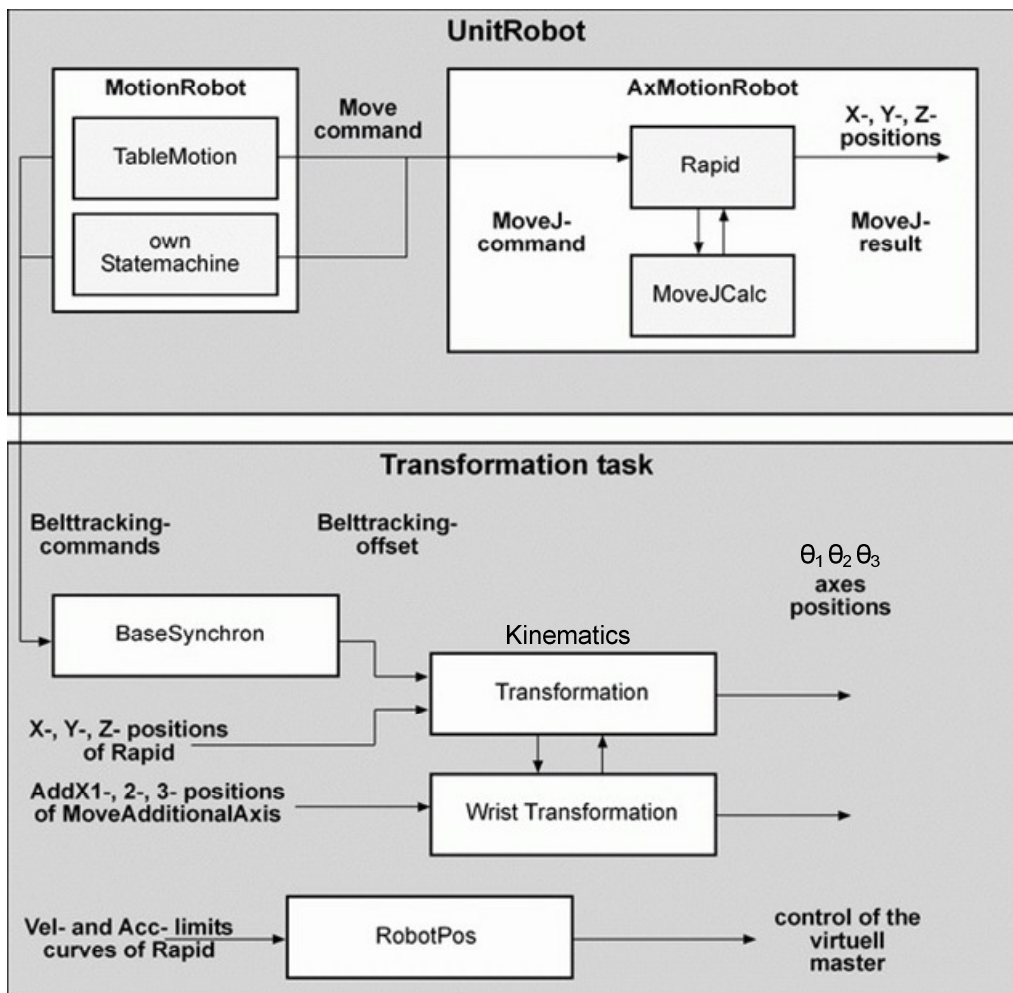 UnitRobot
MotionRobot
TableMotion
own
Statemachine
Move
command
AxMotionRobot
Rapid
X-, Y-, Z-
positions
MoveJ-
command
MoveJ-
result
MoveJCalc
Transformation task
Belttracking-
commands
Belttracking-
offset
θ₁ θ₂ θ₃
axes
positions
BaseSynchron
Kinematics
Transformation
X-, Y-, Z- positions
of Rapid
AddX1-, 2-, 3- positions
of MoveAdditionalAxis
Wrist Transformation
Vel- and Acc- limits
curves of Rapid
RobotPos
control of the
virtuell
master